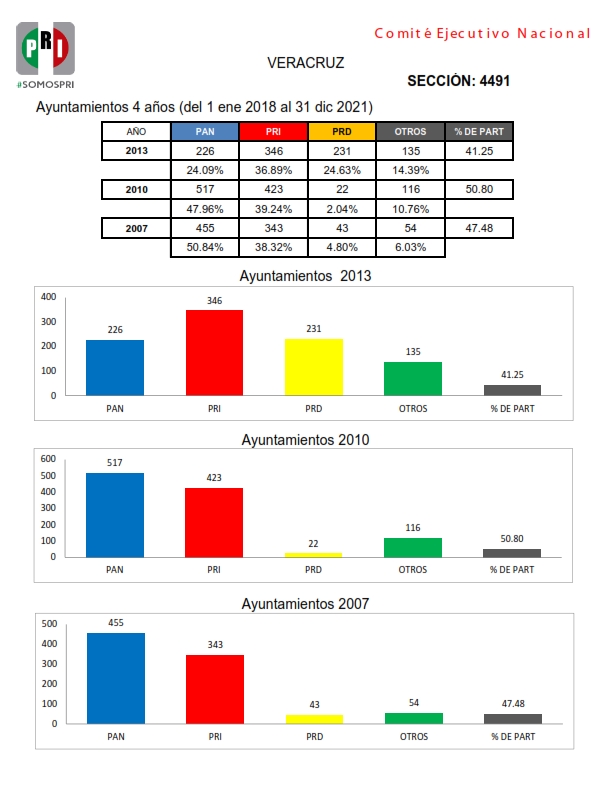 PRI
#SOMOSPRI
Comité Ejecutivo Nacional
VERACRUZ
SECCIÓN: 4491
Ayuntamientos 4 años (del 1 ene 2018 al 31 dic 2021)
AÑO PAN PRI PRD OTROS % DE PART
2013 226 346 231 135 41.25
24.09% 36.89% 24.63% 14.39%
2010 517 423 22 116 50.80
47.96% 39.24% 2.04% 10.76%
2007 455 343 43 54 47.48
50.84% 38.32% 4.80% 6.03%
Ayuntamientos 2013
400
300
200
100
0
226 346 231 135 41.25
PAN PRI PRD OTROS % DE PART
Ayuntamientos 2010
600
500
400
300
200
100
0
517 423 22 116 50.80
PAN PRI PRD OTROS % DE PART
Ayuntamientos 2007
500
400
300
200
100
0
455 343 43 54 47.48
PAN PRI PRD OTROS % DE PART